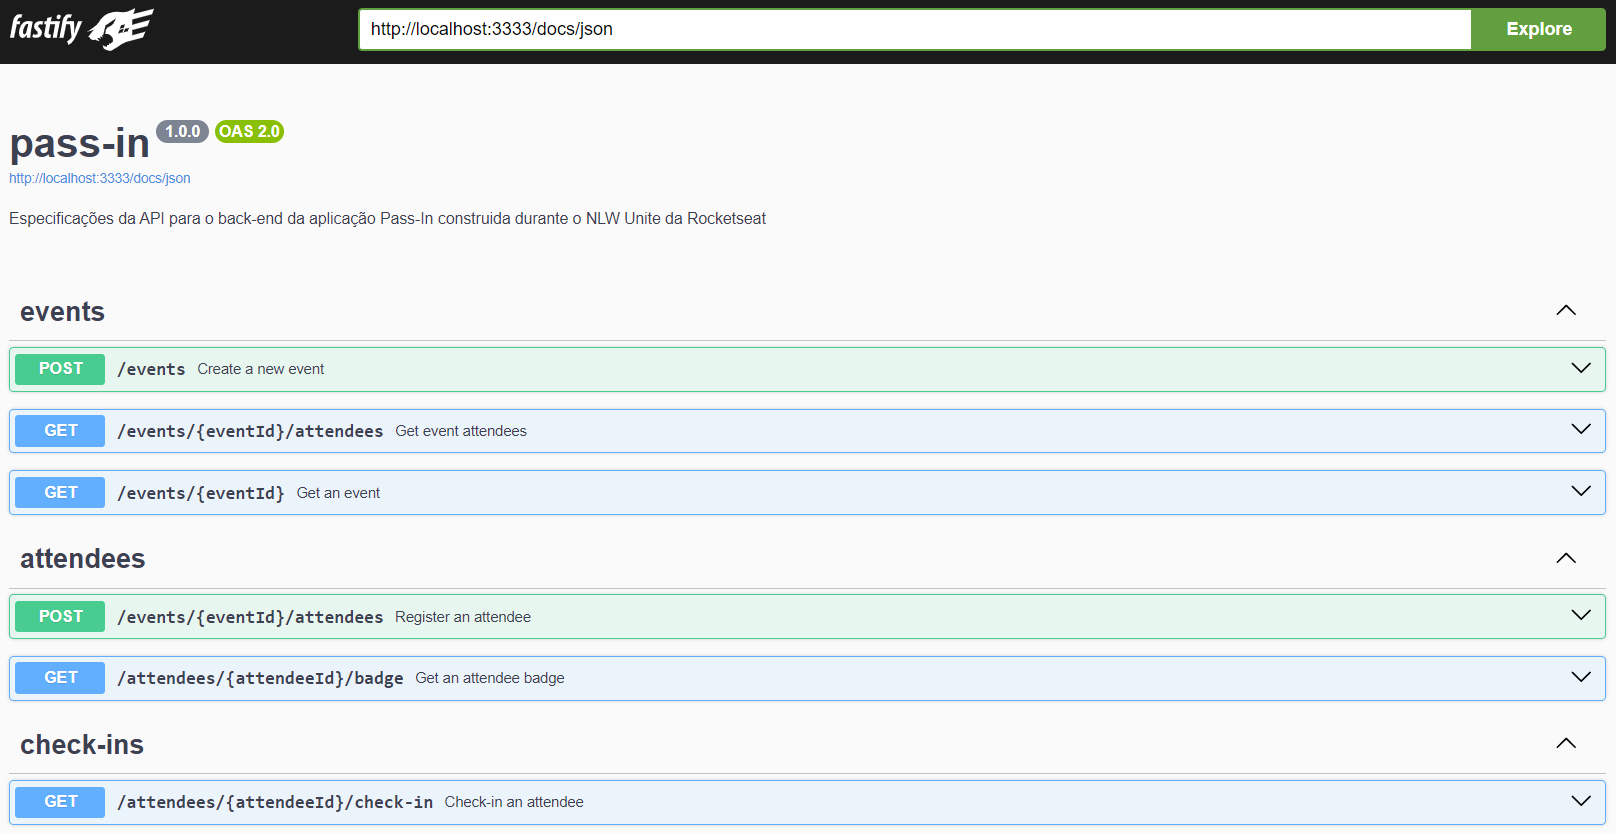 fastify
http://localhost:3333/docs/json
Explore
pass-in 1.0.0 OAS 2.0
http://localhost:3333/docs/json
Especificações da API para o back-end da aplicação Pass-In construida durante o NLW Unite da Rocketseat
events
POST /events Create a new event
GET /events/{eventId}/attendees Get event attendees
GET /events/{eventId} Get an event
attendees
POST /events/{eventId}/attendees Register an attendee
GET /attendees/{attendeeId}/badge Get an attendee badge
check-ins
GET /attendees/{attendeeId}/check-in Check-in an attendee